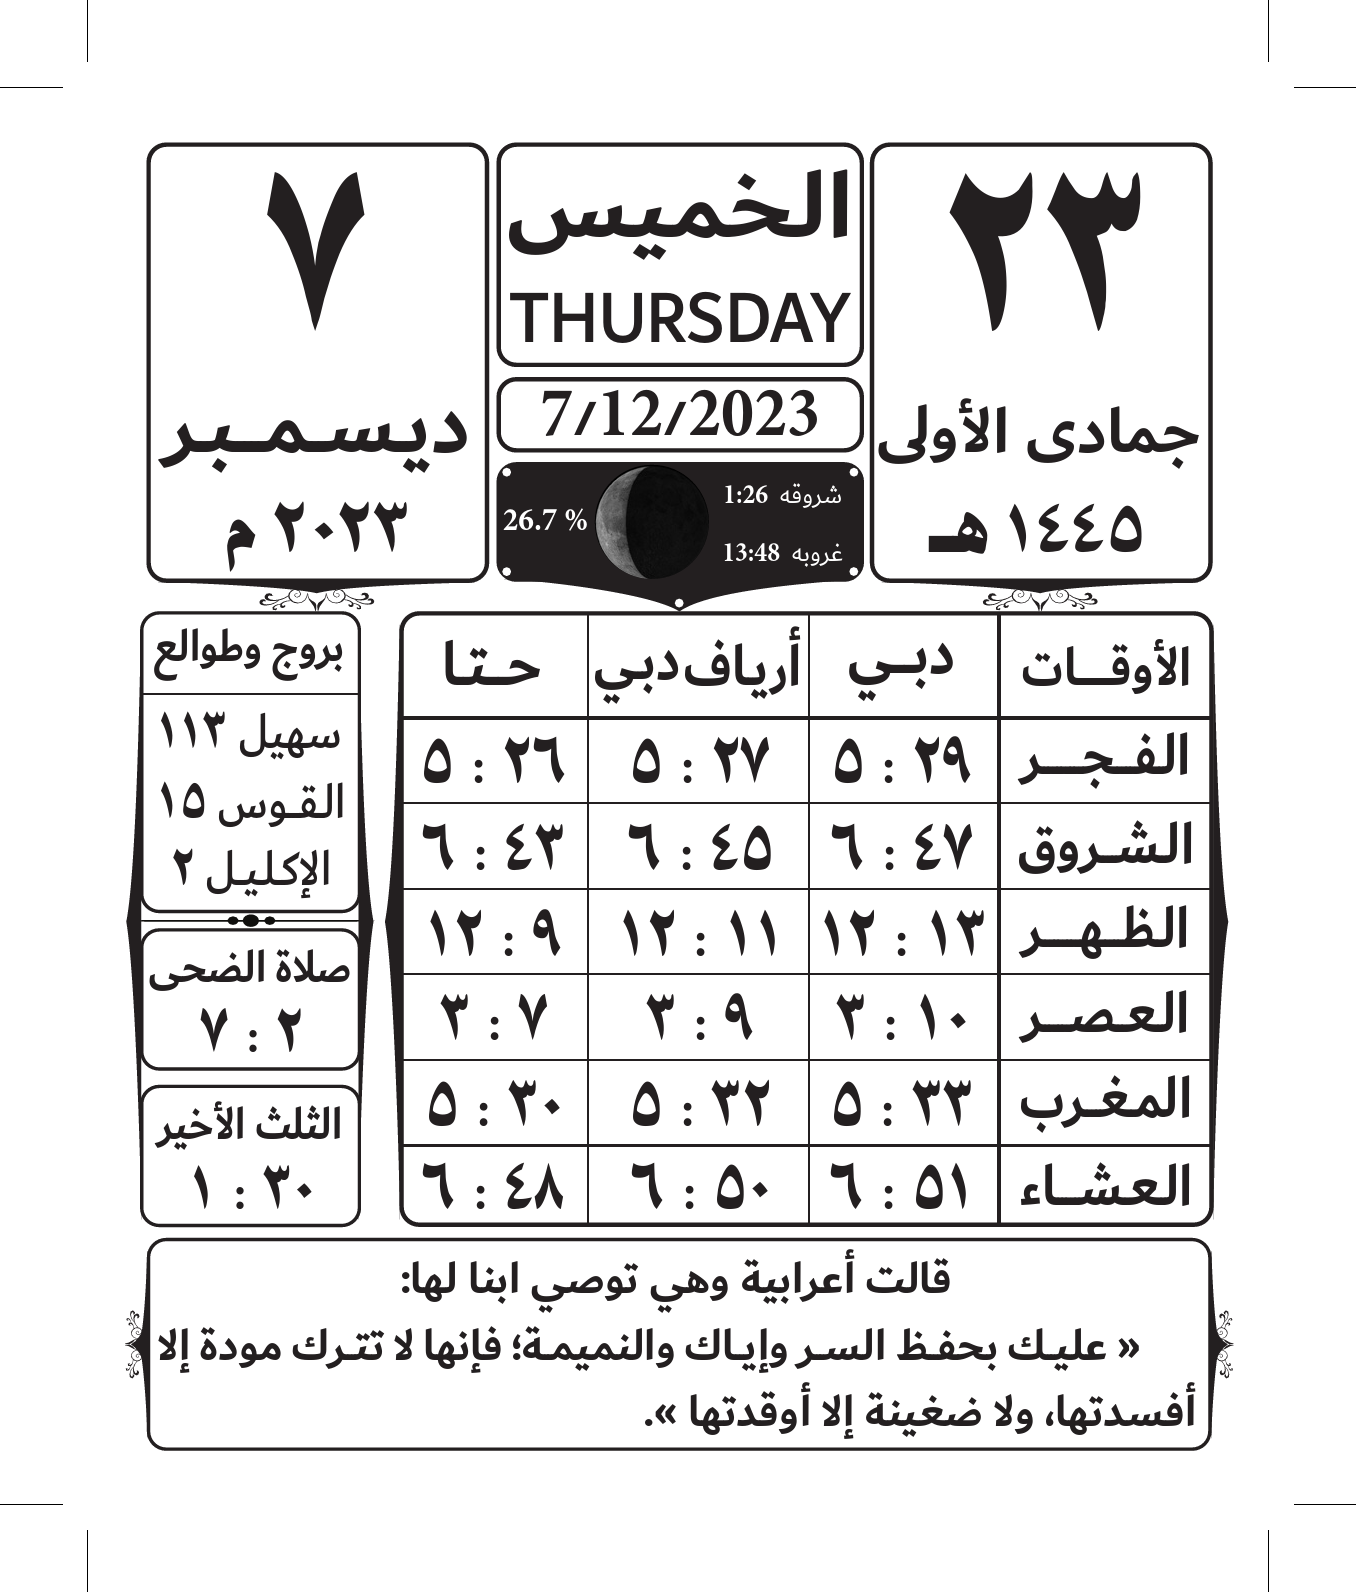 ٢٣
جمادى الأولى
١٤٤٥ هـ
الخميس
THURSDAY
7/12/2023
شروقه 1:26
غروبه 13:48
26.7 %
٧
ديسمبر
٢٠٢٣ م
الأوقات دبي أرياف دبي حتا
الفجر ٢٩ : ٥ ٢٧ : ٥ ٢٦ : ٥
الشروق ٤٧ : ٦ ٤٥ : ٦ ٤٣ : ٦
الظهر ١٣ : ١٢ ١١ : ١٢ ٩ : ١٢
العصر ١٠ : ٣ ٩ : ٣ ٧ : ٣
المغرب ٣٣ : ٥ ٣٢ : ٥ ٣٠ : ٥
العشاء ٥١ : ٦ ٥٠ : ٦ ٤٨ : ٦
بروج وطوالع
سهيل ١١٣
القوس ١٥
الإكليل ٢
صلاة الضحى
٢ : ٧
الثلث الأخير
٣٠ : ١
قالت أعرابية وهي توصي ابنا لها:
« عليك بحفظ السر وإياك والنميمة؛ فإنها لا تترك مودة إلا
أفسدتها، ولا ضغينة إلا أوقدتها ».